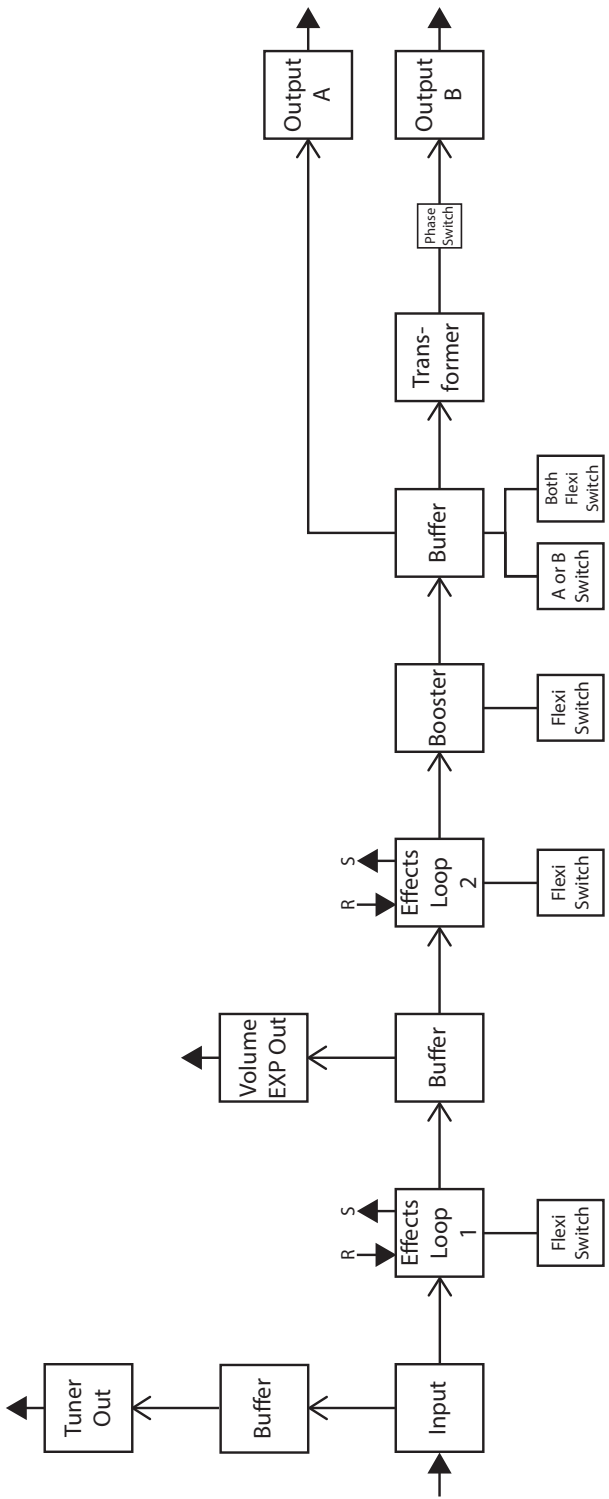 Tuner
Out
Buffer
Input
R
S
Effects
Loop
1
Flexi
Switch
Volume
EXP Out
Buffer
R
S
Effects
Loop
2
Flexi
Switch
Booster
Flexi
Switch
Buffer
A or B
Switch
Both
Flexi
Switch
Trans-
former
Phase
Switch
Output
A
Output
B